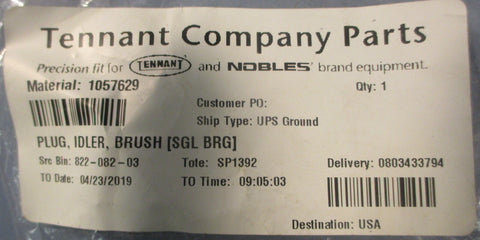 Tennant Company Parts
Precision fit for TENNANT and NOBLES® brand equipment.
Material: 1057629 Qty: 1
Customer PO:
Ship Type: UPS Ground
PLUG, IDLER, BRUSH [SGL BRG]
Src Bin: 822-082-03 Tote: SP1392 Delivery: 0803433794
TO Date: 04/23/2019 TO Time: 09:05:03
Destination: USA